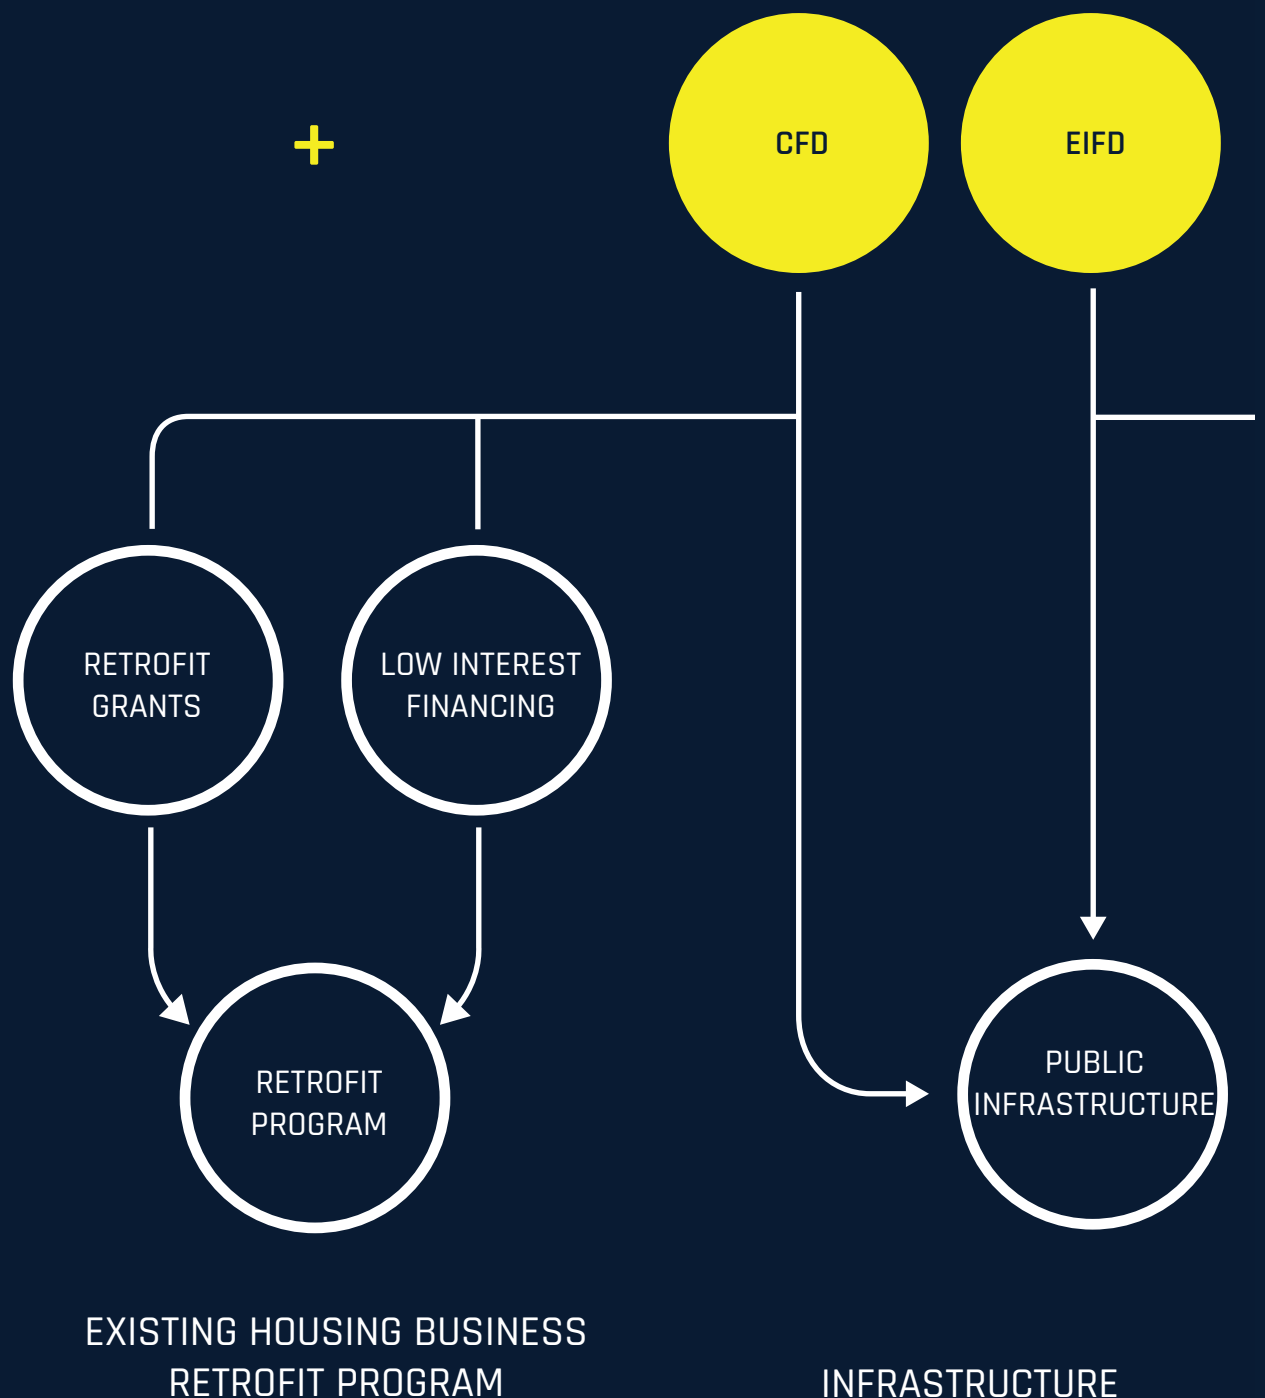 +
CFD
EIFD
RETROFIT
GRANTS
LOW INTEREST
FINANCING
RETROFIT
PROGRAM
PUBLIC
INFRASTRUCTURE
EXISTING HOUSING BUSINESS
RETROFIT PROGRAM
INFRASTRUCTURE